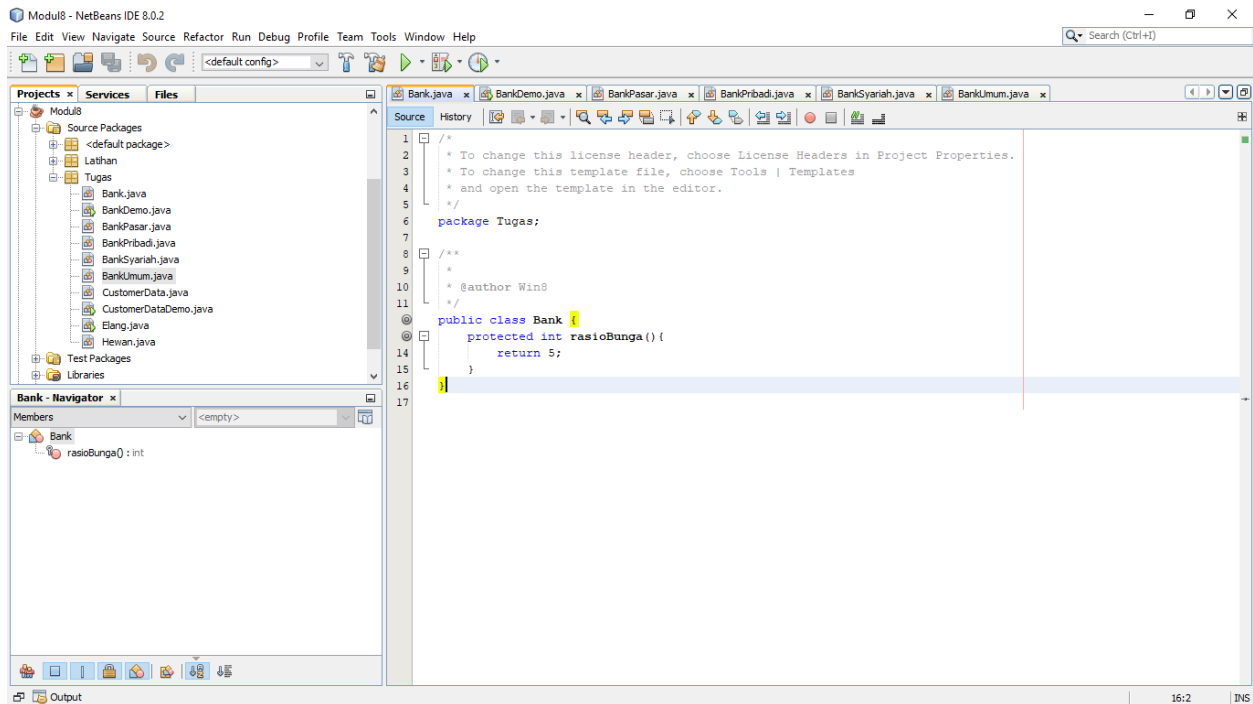 Modul8 - NetBeans IDE 8.0.2
File Edit View Navigate Source Refactor Run Debug Profile Team Tools Window Help
Search (Ctrl+I)
<default config>
Projects Services Files
Modul8
Source Packages
<default package>
Latihan
Tugas
Bank.java
BankDemo.java
BankPasar.java
BankPribadi.java
BankSyariah.java
BankUmum.java
CustomerData.java
CustomerDataDemo.java
Elang.java
Hewan.java
Test Packages
Libraries
Bank - Navigator
Members <empty>
Bank
rasioBunga() : int
Bank.java BankDemo.java BankPasar.java BankPribadi.java BankSyariah.java BankUmum.java
Source History
1 /*
2 * To change this license header, choose License Headers in Project Properties.
3 * To change this template file, choose Tools | Templates
4 * and open the template in the editor.
5 */
6 package Tugas;
7
8 /**
9 *
10 * @author Win8
11 */
public class Bank {
protected int rasioBunga(){
14 return 5;
15 }
16 }
17
Output
16:2 INS